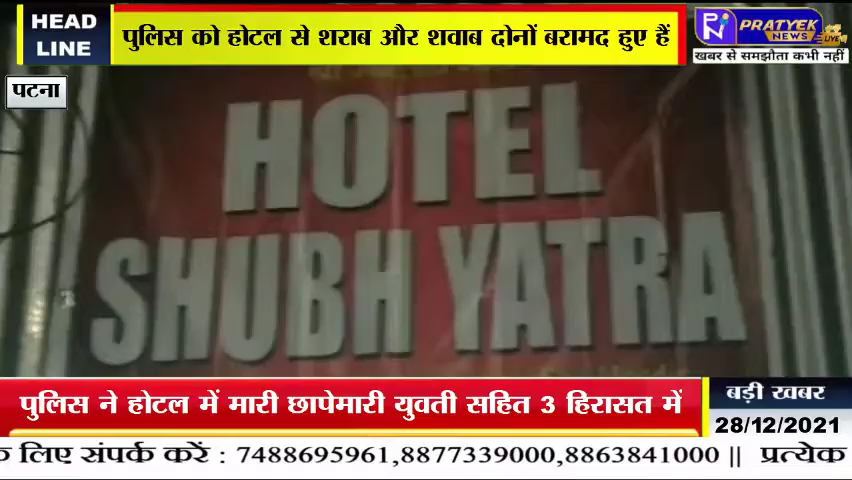 HEAD
LINE
पुलिस को होटल से शराब और शवाब दोनों बरामद हुए हैं
PRATYEK
NEWS LIVE
खबर से समझौता कभी नहीं
पटना
HOTEL
SHUBH YATRA
पुलिस ने होटल में मारी छापेमारी युवती सहित 3 हिरासत में
बड़ी खबर
28/12/2021
के लिए संपर्क करें : 7488695961,8877339000,8863841000 || प्रत्येक